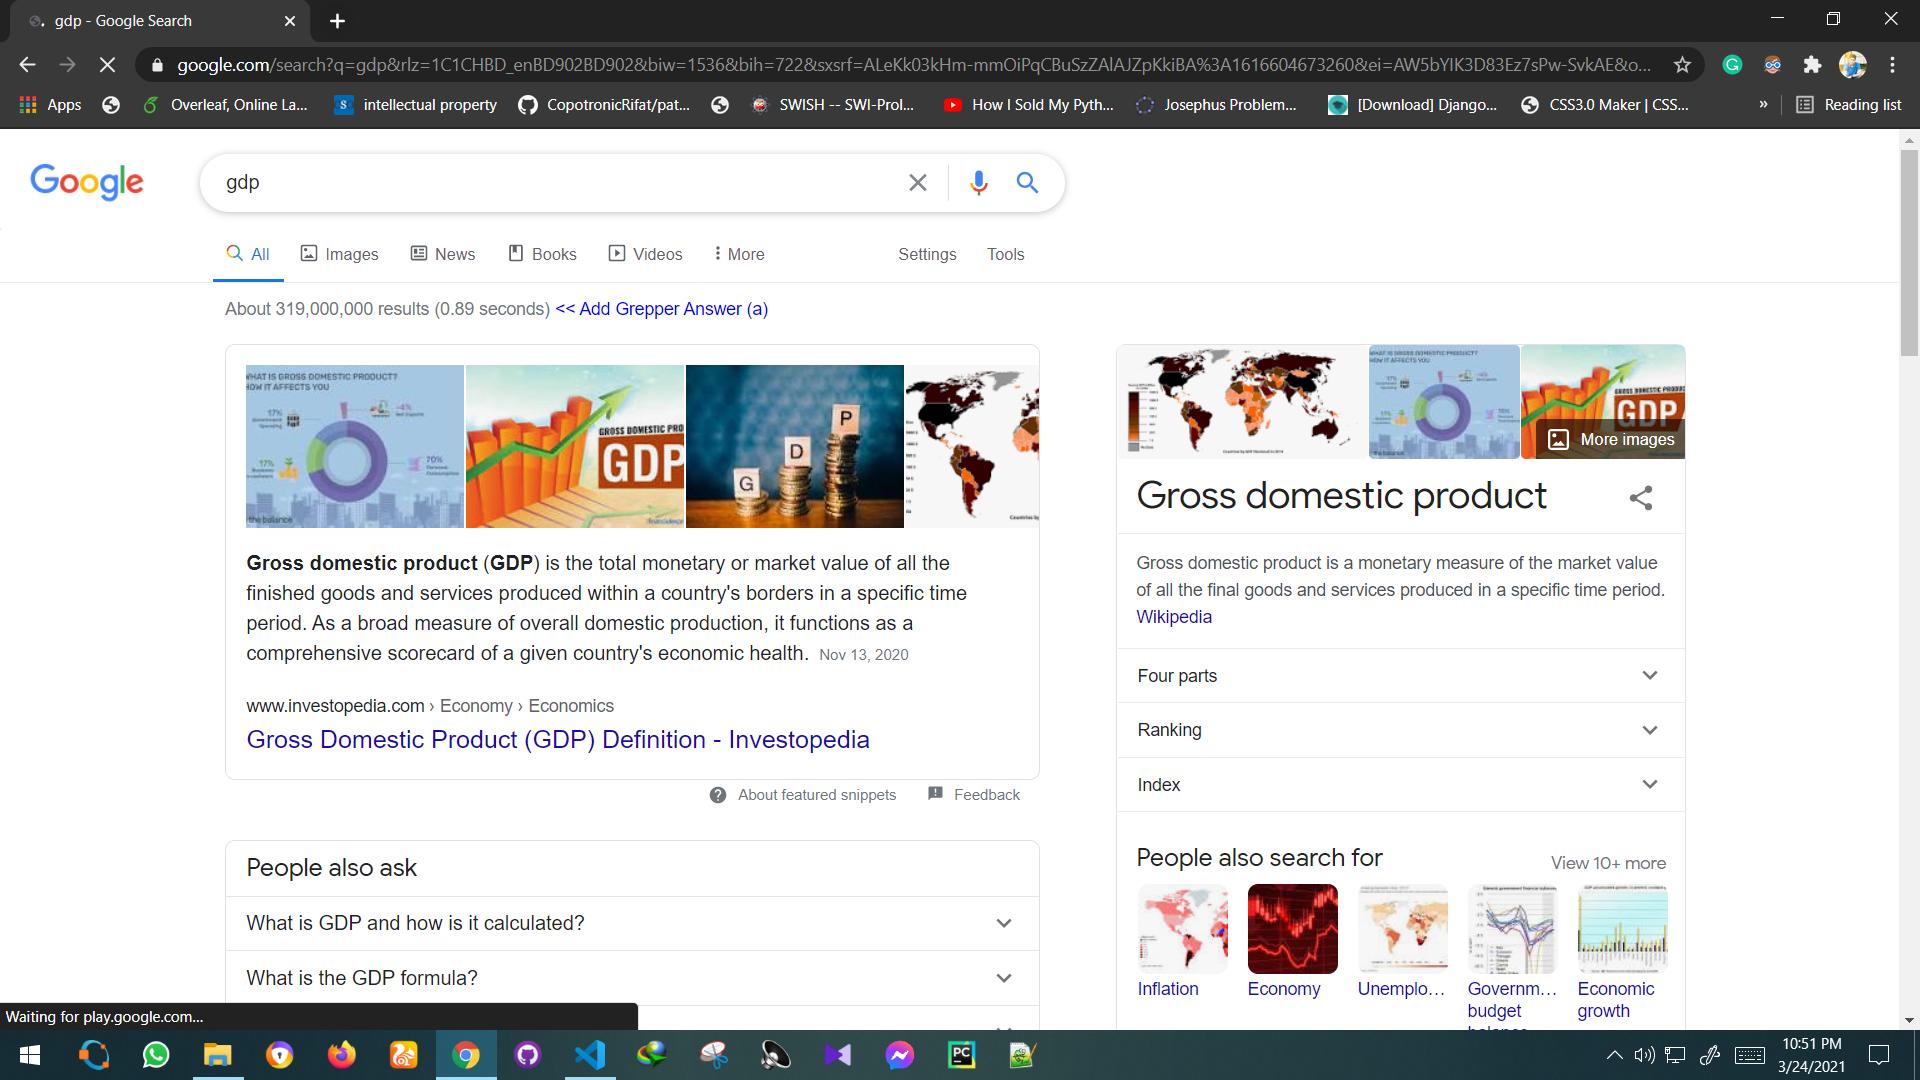 gdp - Google Search
google.com/search?q=gdp&rlz=1C1CHBD_enBD902BD902&biw=1536&bih=722&sxsrf=ALeKk03kHm-mmOiPqCBuSzZAlAJZpKkiBA%3A1616604673260&ei=AW5bYIK3D83Ez7sPw-SvkAE&o...
Apps
Overleaf, Online La...
intellectual property
CopotronicRifat/pat...
SWISH -- SWI-Prol...
How I Sold My Pyth...
Josephus Problem...
[Download] Django...
CSS3.0 Maker | CSS...
»
Reading list
Google
gdp
All Images News Books Videos More Settings Tools
About 319,000,000 results (0.89 seconds) << Add Grepper Answer (a)
WHAT IS GROSS DOMESTIC PRODUCT?
HOW IT AFFECTS YOU
17%
-4%
17%
70%
the balance
GROSS DOMESTIC PRO
GDP
G D P
Gross domestic product (GDP) is the total monetary or market value of all the
finished goods and services produced within a country's borders in a specific time
period. As a broad measure of overall domestic production, it functions as a
comprehensive scorecard of a given country's economic health. Nov 13, 2020
www.investopedia.com › Economy › Economics
Gross Domestic Product (GDP) Definition - Investopedia
About featured snippets Feedback
People also ask
What is GDP and how is it calculated?
What is the GDP formula?
GDP
More images
Gross domestic product
Gross domestic product is a monetary measure of the market value
of all the final goods and services produced in a specific time period.
Wikipedia
Four parts
Ranking
Index
People also search for
View 10+ more
Inflation
Economy
Unemplo...
Governm...
budget
Economic
growth
Waiting for play.google.com...
10:51 PM
3/24/2021